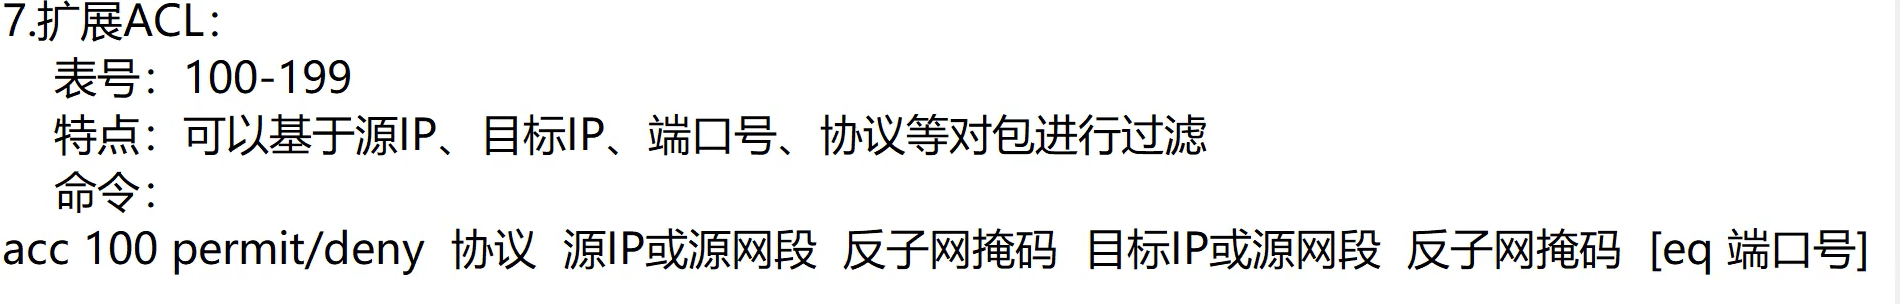 7.扩展ACL：
表号：100-199
特点：可以基于源IP、目标IP、端口号、协议等对包进行过滤
命令：
acc 100 permit/deny 协议 源IP或源网段 反子网掩码 目标IP或源网段 反子网掩码 [eq 端口号]